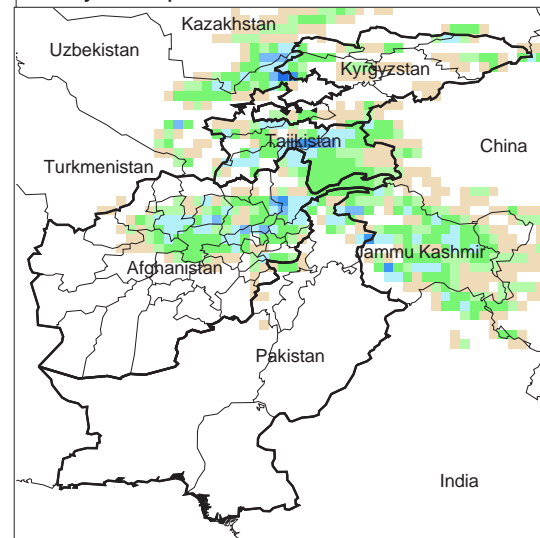 Kazakhstan
Uzbekistan
Kyrgyzstan
Tajikistan
China
Turkmenistan
Jammu Kashmir
Afghanistan
Pakistan
India